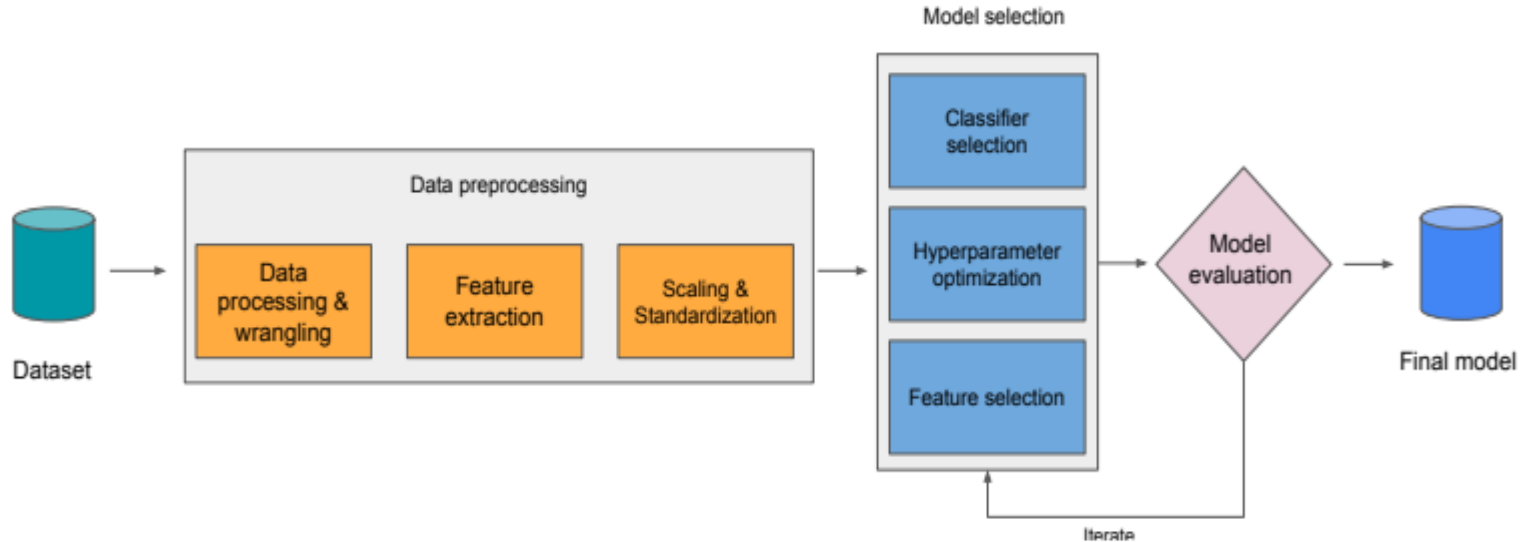 Model selection
Classifier
selection
Data preprocessing
Hyperparameter
optimization
Model
evaluation
Data
processing &
wrangling
Feature
extraction
Scaling &
Standardization
Dataset
Feature selection
Final model
Iterate